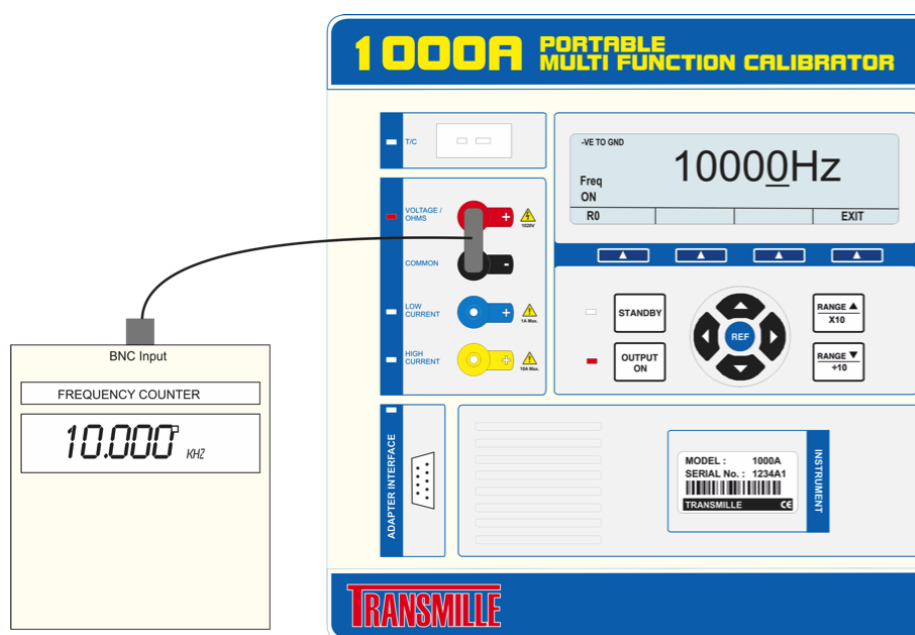 1000A PORTABLE
MULTI FUNCTION CALIBRATOR
T/C
VOLTAGE /
OHMS
+
1020V
COMMON
-
LOW
CURRENT
+
1A Max.
HIGH
CURRENT
+
10A Max.
-VE TO GND
10000Hz
Freq
ON
R0 EXIT
STANDBY
OUTPUT
ON
REF
RANGE ▲
X10
RANGE ▼
÷10
BNC Input
FREQUENCY COUNTER
10.000 KHZ
ADAPTER INTERFACE
MODEL : 1000A
SERIAL No. : 1234A1
TRANSMILLE CE
INSTRUMENT
TRANSMILLE